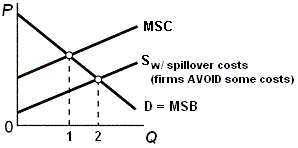 P
MSC
S w/ spillover costs
(firms AVOID some costs)
D = MSB
0
1 2 Q